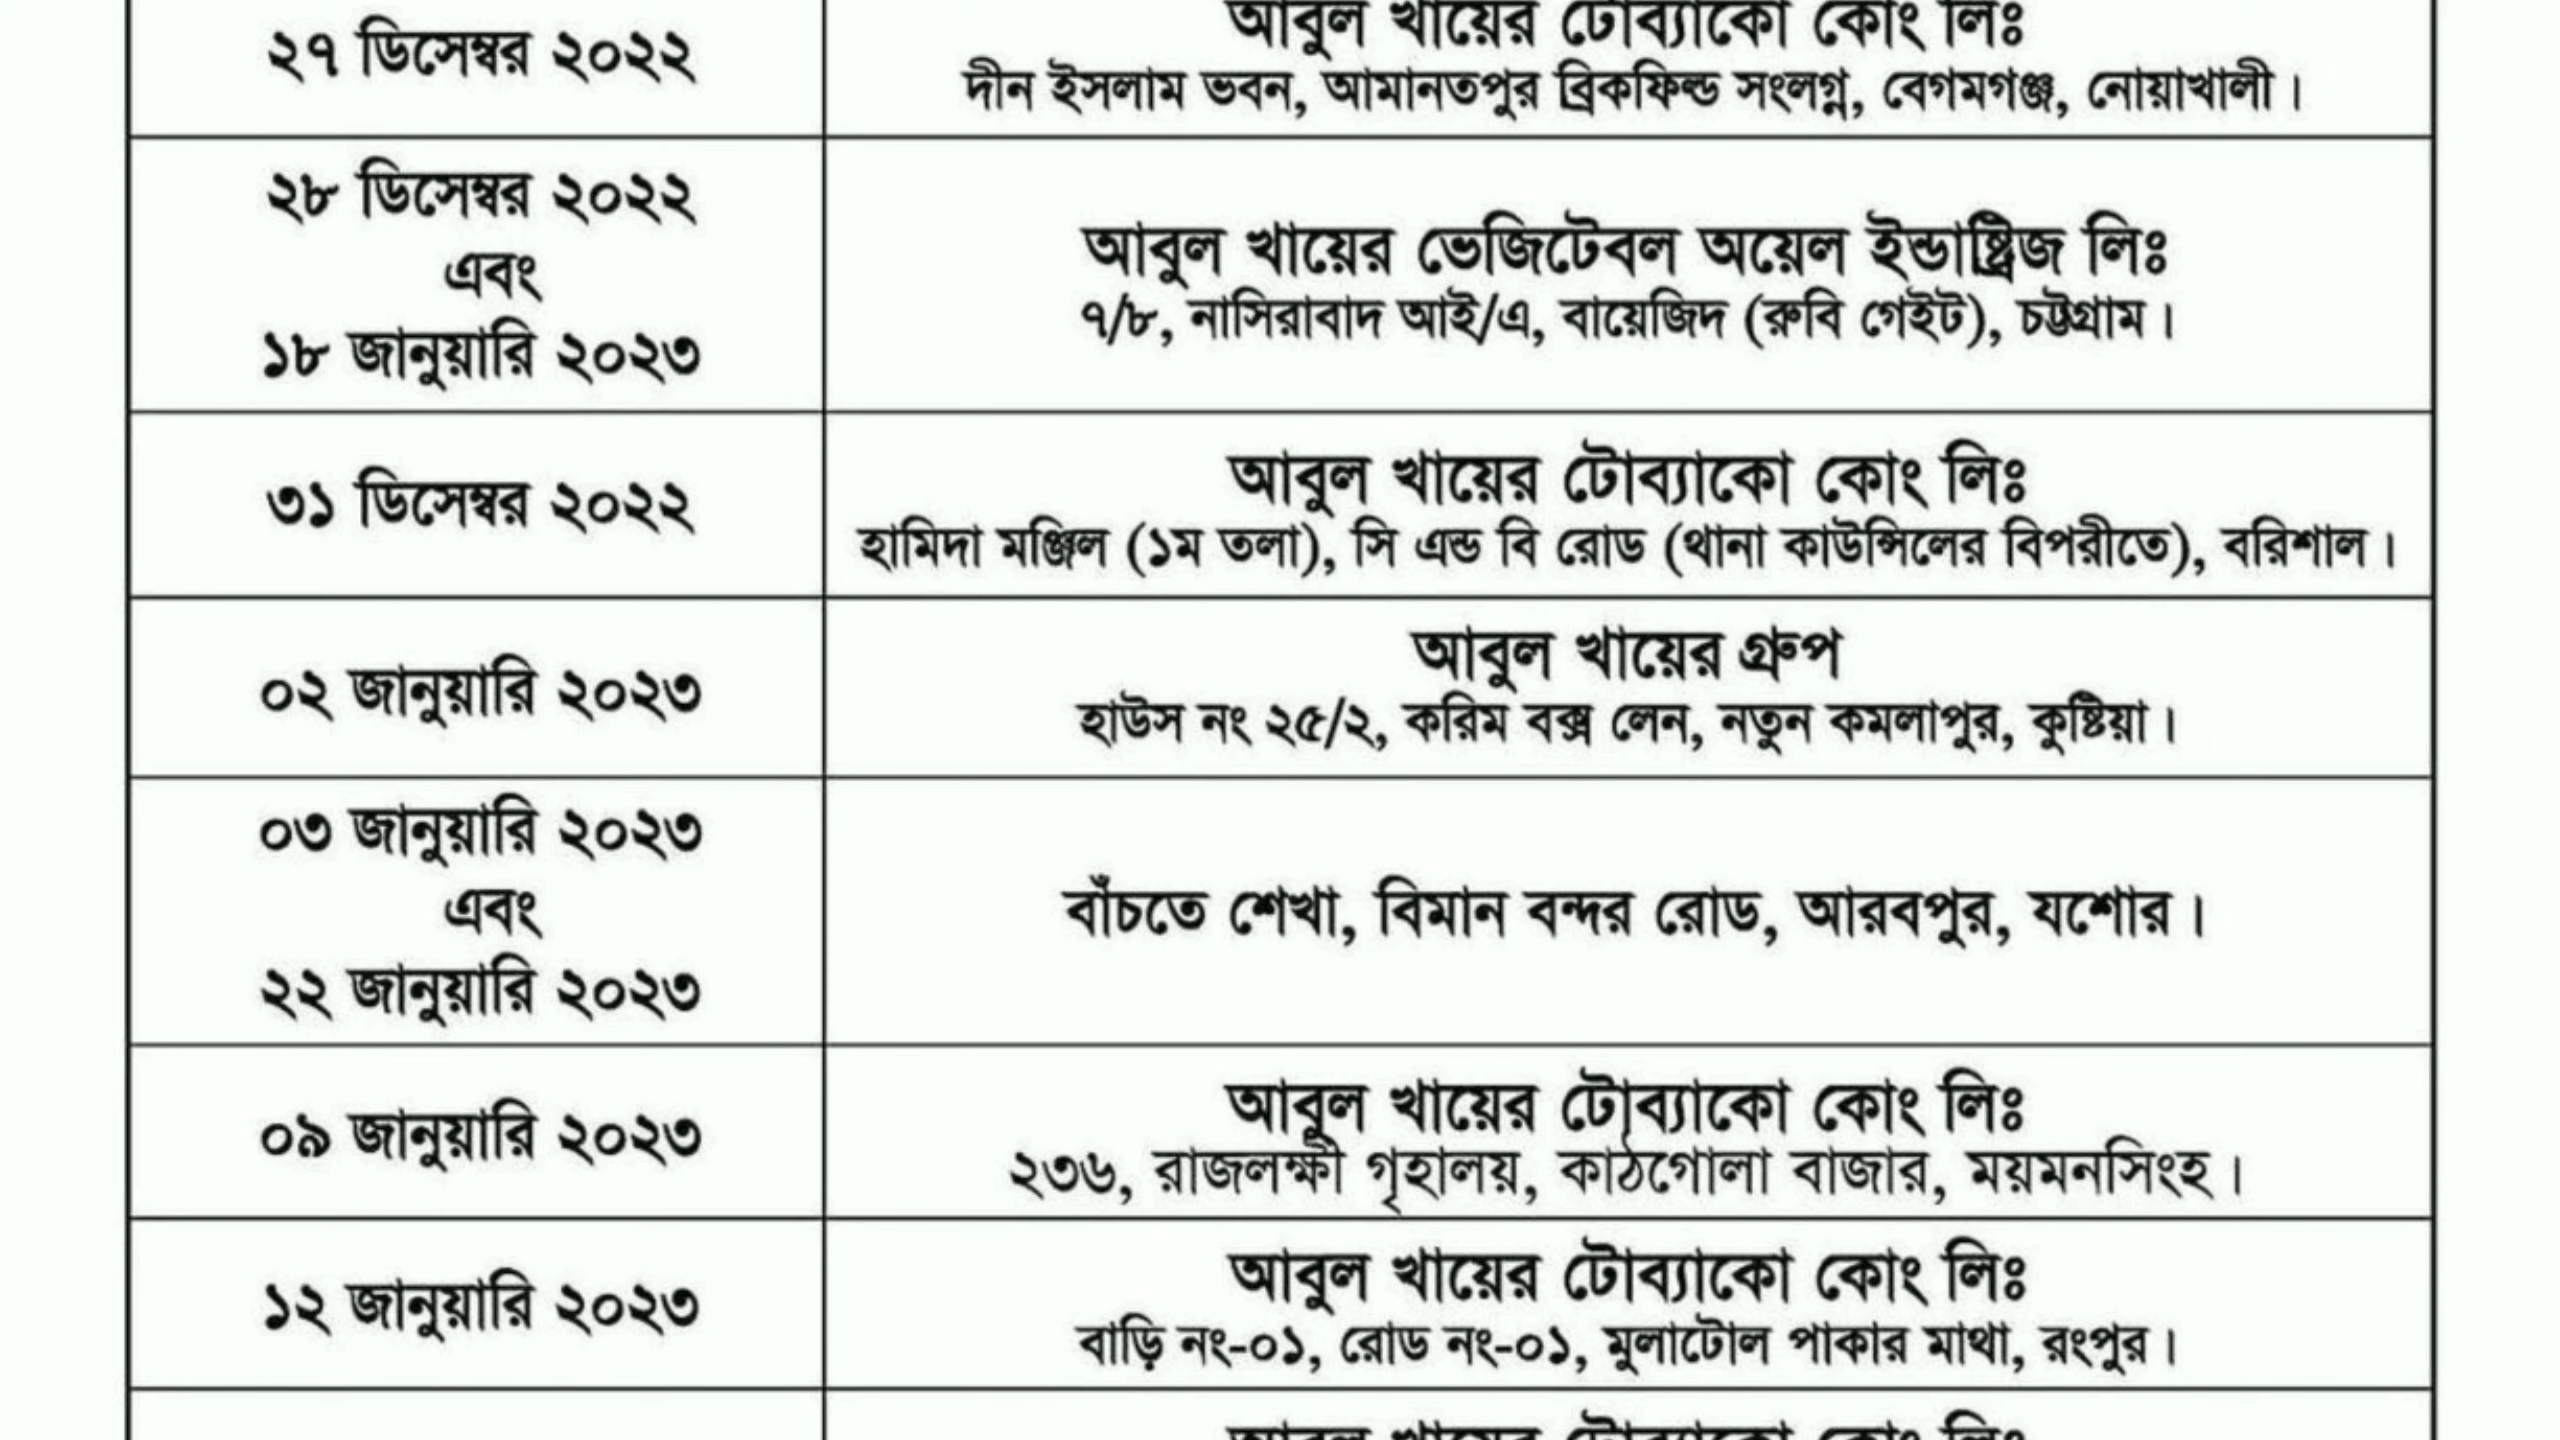 আবুল খায়ের টোব্যাকো কোং লিঃ
২৭ ডিসেম্বর ২০২২
দীন ইসলাম ভবন, আমানতপুর ব্রিকফিল্ড সংলগ্ন, বেগমগঞ্জ, নোয়াখালী।
২৮ ডিসেম্বর ২০২২
এবং
১৮ জানুয়ারি ২০২৩
আবুল খায়ের ভেজিটেবল অয়েল ইন্ডাষ্ট্রিজ লিঃ
৭/৮, নাসিরাবাদ আই/এ, বায়েজিদ (রুবি গেইট), চট্টগ্রাম।
৩১ ডিসেম্বর ২০২২
আবুল খায়ের টোব্যাকো কোং লিঃ
হামিদা মঞ্জিল (১ম তলা), সি এন্ড বি রোড (থানা কাউন্সিলের বিপরীতে), বরিশাল।
০২ জানুয়ারি ২০২৩
আবুল খায়ের গ্রুপ
হাউস নং ২৫/২, করিম বক্স লেন, নতুন কমলাপুর, কুষ্টিয়া।
০৩ জানুয়ারি ২০২৩
এবং
২২ জানুয়ারি ২০২৩
বাঁচতে শেখা, বিমান বন্দর রোড, আরবপুর, যশোর।
০৯ জানুয়ারি ২০২৩
আবুল খায়ের টোব্যাকো কোং লিঃ
২৩৬, রাজলক্ষী গৃহালয়, কাঠগোলা বাজার, ময়মনসিংহ।
১২ জানুয়ারি ২০২৩
আবুল খায়ের টোব্যাকো কোং লিঃ
বাড়ি নং-০১, রোড নং-০১, মুলাটোল পাকার মাথা, রংপুর।
আবুল খায়ের টোব্যাকো কোং লিঃ